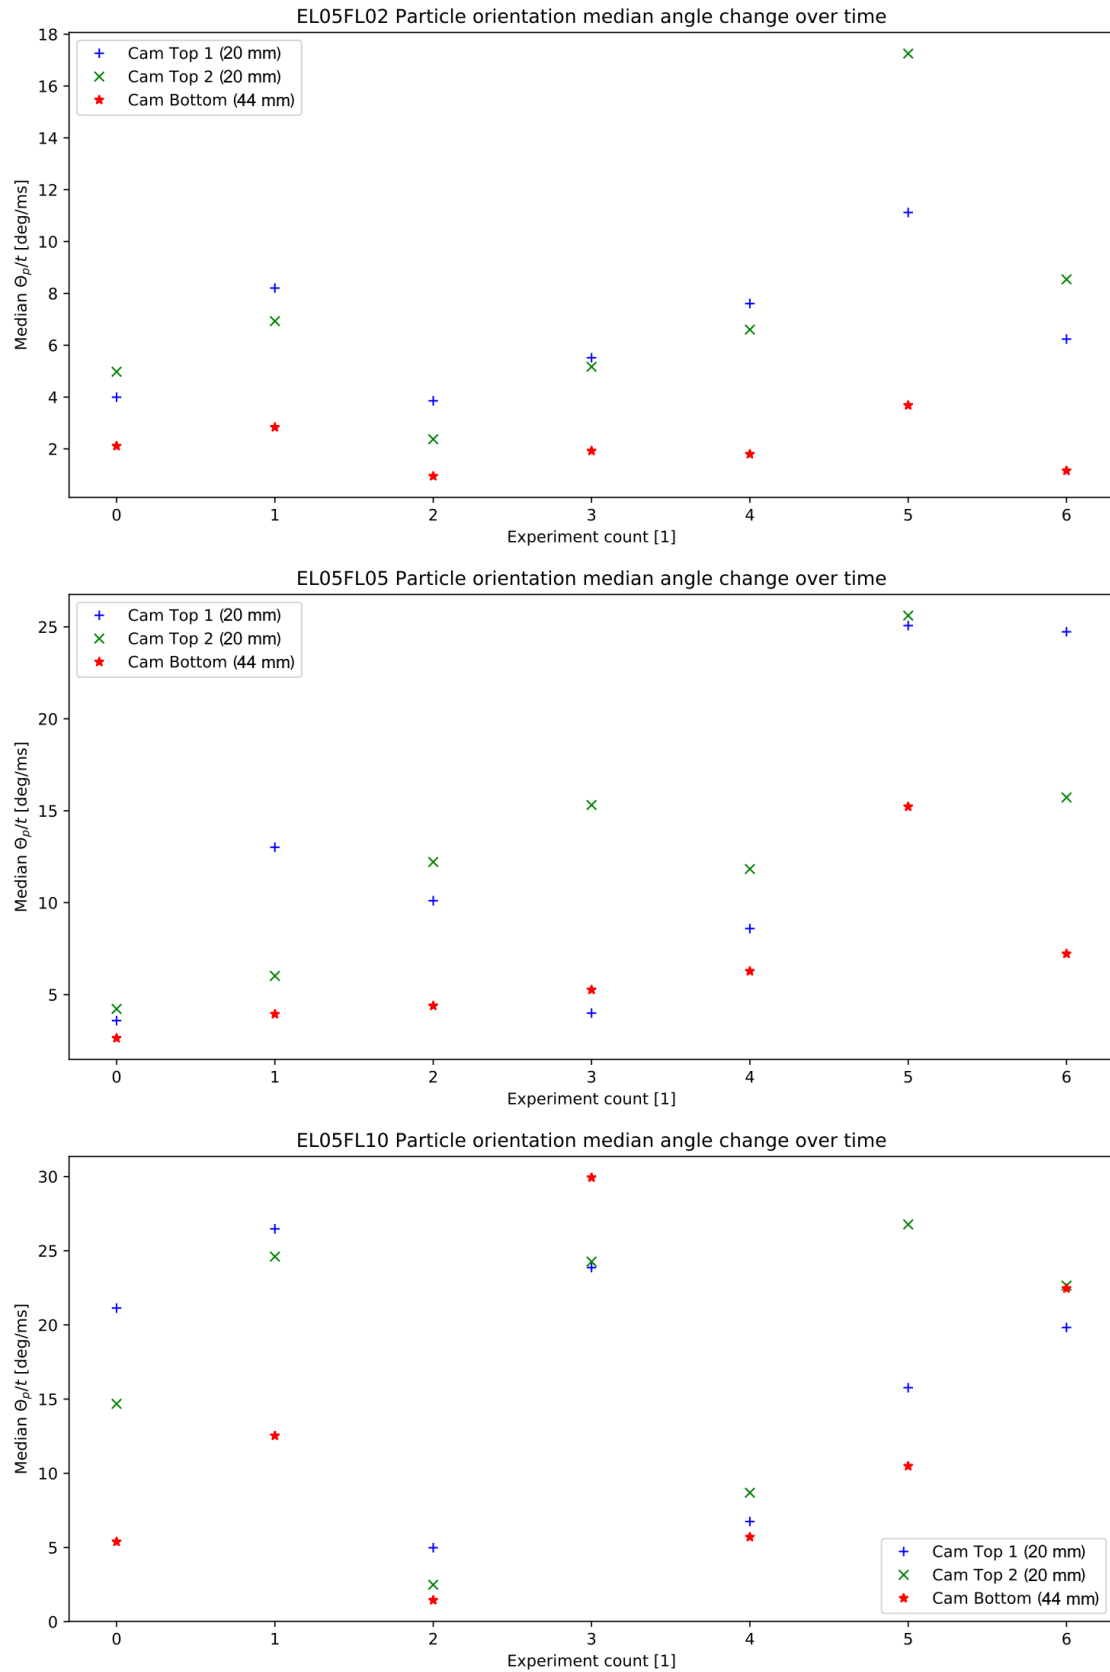 EL05FL02 Particle orientation median angle change over time
18
16
14
12
10
8
6
4
2
Median Θp/t [deg/ms]
Cam Top 1 (20 mm)
Cam Top 2 (20 mm)
Cam Bottom (44 mm)
0 1 2 3 4 5 6
Experiment count [1]
EL05FL05 Particle orientation median angle change over time
25
20
15
10
5
Median Θp/t [deg/ms]
Cam Top 1 (20 mm)
Cam Top 2 (20 mm)
Cam Bottom (44 mm)
0 1 2 3 4 5 6
Experiment count [1]
EL05FL10 Particle orientation median angle change over time
30
25
20
15
10
5
0
Median Θp/t [deg/ms]
Cam Top 1 (20 mm)
Cam Top 2 (20 mm)
Cam Bottom (44 mm)
0 1 2 3 4 5 6
Experiment count [1]